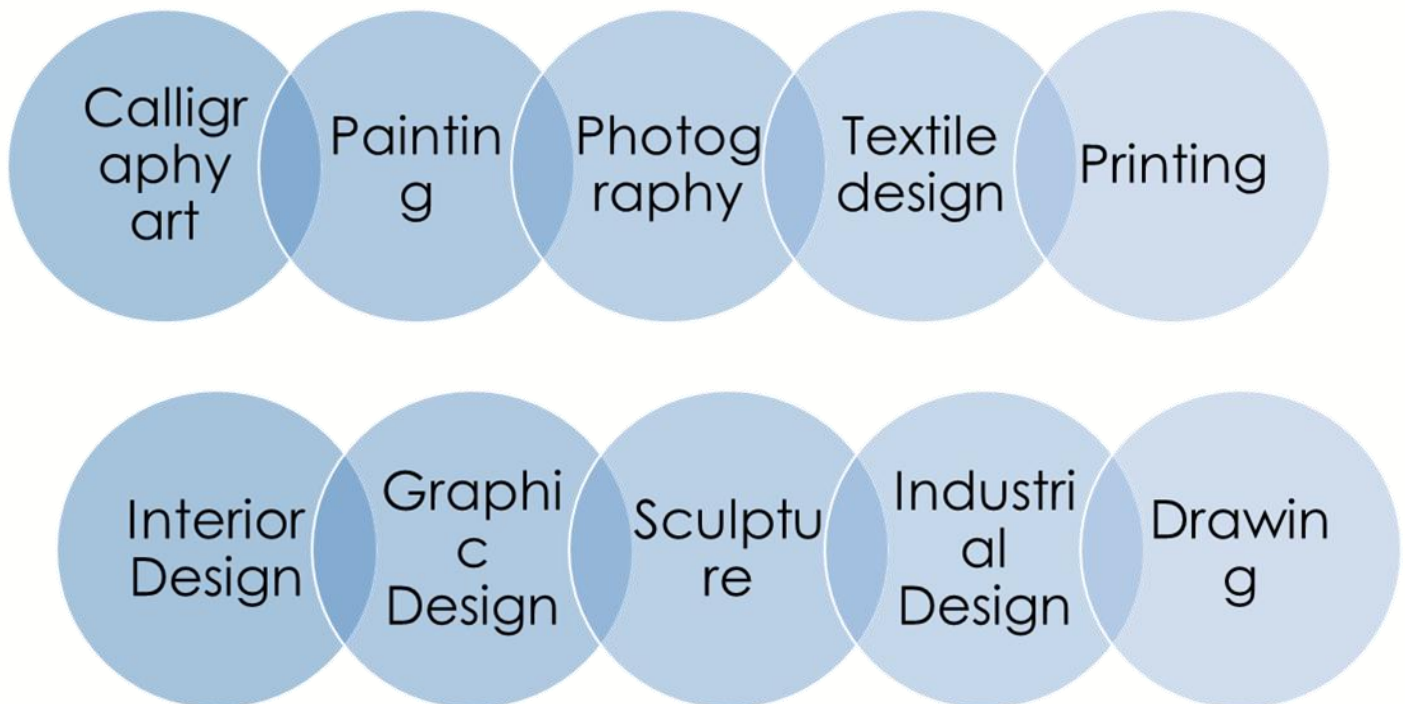 Calligr
aphy
art
Paintin
g
Photog
raphy
Textile
design
Printing
Interior
Design
Graphi
c
Design
Sculptu
re
Industri
al
Design
Drawin
g